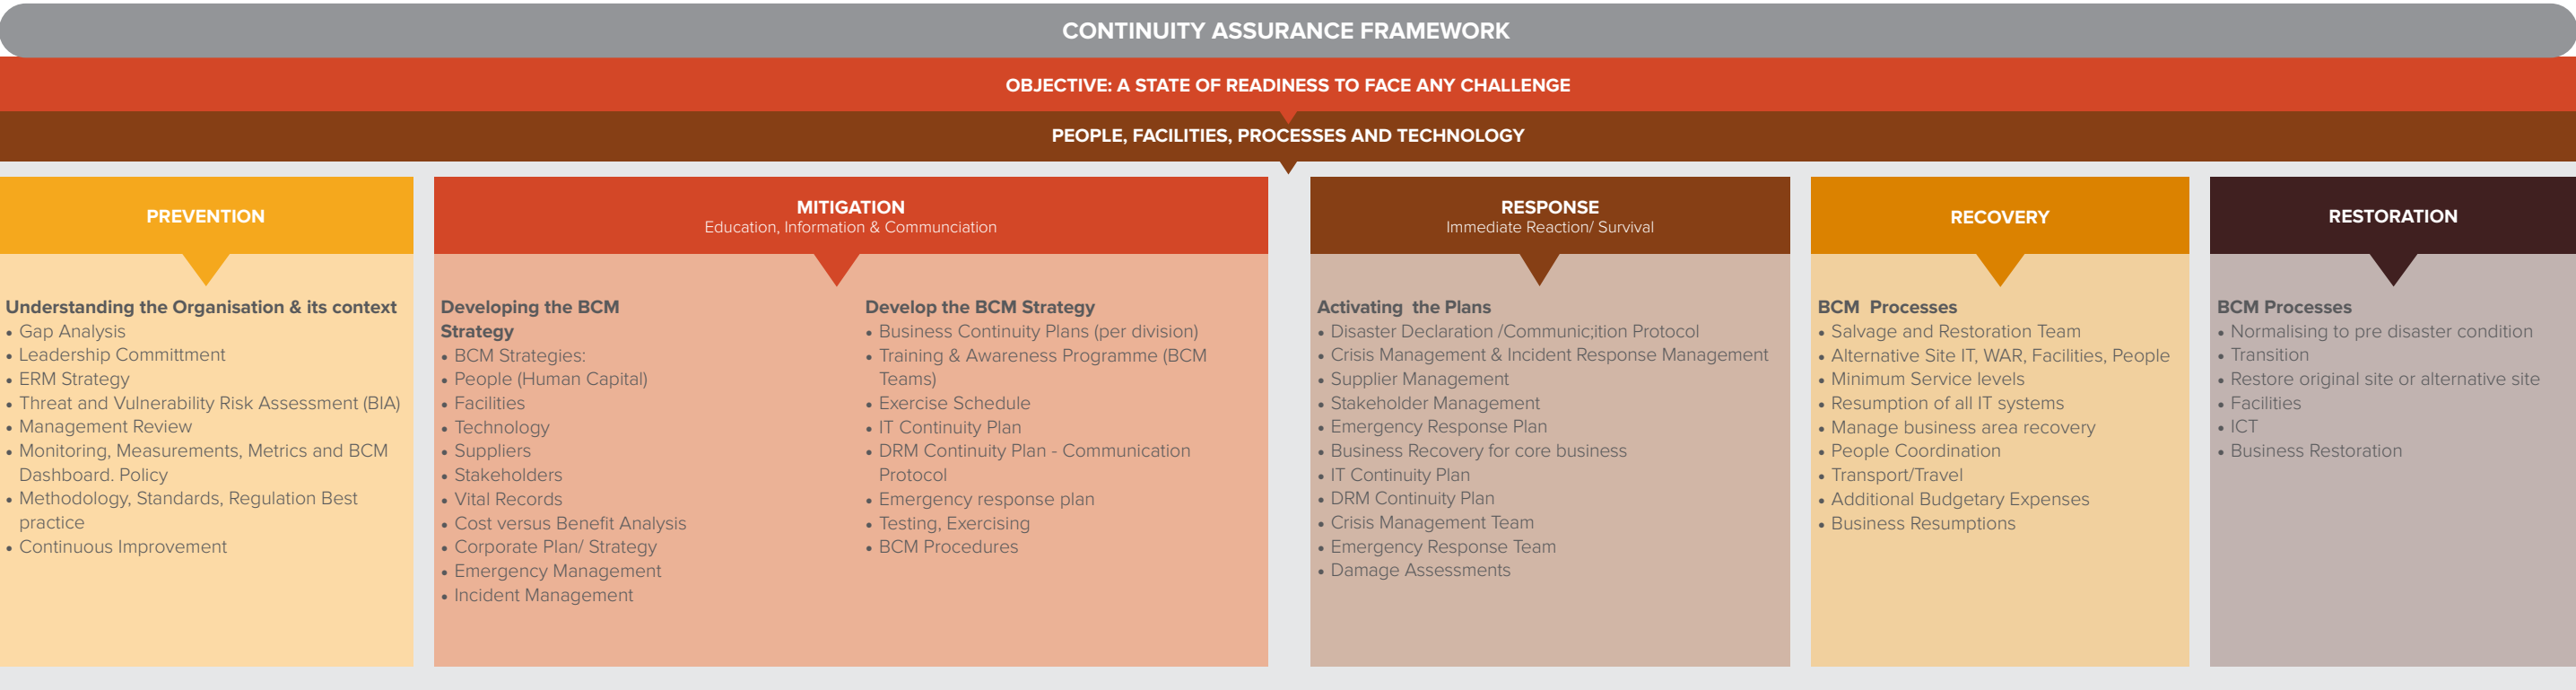 CONTINUITY ASSURANCE FRAMEWORK
OBJECTIVE: A STATE OF READINESS TO FACE ANY CHALLENGE
PEOPLE, FACILITIES, PROCESSES AND TECHNOLOGY
PREVENTION
Understanding the Organisation & its context
• Gap Analysis
• Leadership Committment
• ERM Strategy
• Threat and Vulnerability Risk Assessment (BIA)
• Management Review
• Monitoring, Measurements, Metrics and BCM
Dashboard. Policy
• Methodology, Standards, Regulation Best
practice
• Continuous Improvement
MITIGATION
Education, Information & Communciation
Developing the BCM
Strategy
• BCM Strategies:
• People (Human Capital)
• Facilities
• Technology
• Suppliers
• Stakeholders
• Vital Records
• Cost versus Benefit Analysis
• Corporate Plan/ Strategy
• Emergency Management
• Incident Management
Develop the BCM Strategy
• Business Continuity Plans (per division)
• Training & Awareness Programme (BCM
Teams)
• Exercise Schedule
• IT Continuity Plan
• DRM Continuity Plan - Communication
Protocol
• Emergency response plan
• Testing, Exercising
• BCM Procedures
RESPONSE
Immediate Reaction/ Survival
Activating the Plans
• Disaster Declaration /Communic;ition Protocol
• Crisis Management & Incident Response Management
• Supplier Management
• Stakeholder Management
• Emergency Response Plan
• Business Recovery for core business
• IT Continuity Plan
• DRM Continuity Plan
• Crisis Management Team
• Emergency Response Team
• Damage Assessments
RECOVERY
BCM Processes
• Salvage and Restoration Team
• Alternative Site IT, WAR, Facilities, People
• Minimum Service levels
• Resumption of all IT systems
• Manage business area recovery
• People Coordination
• Transport/Travel
• Additional Budgetary Expenses
• Business Resumptions
RESTORATION
BCM Processes
• Normalising to pre disaster condition
• Transition
• Restore original site or alternative site
• Facilities
• ICT
• Business Restoration